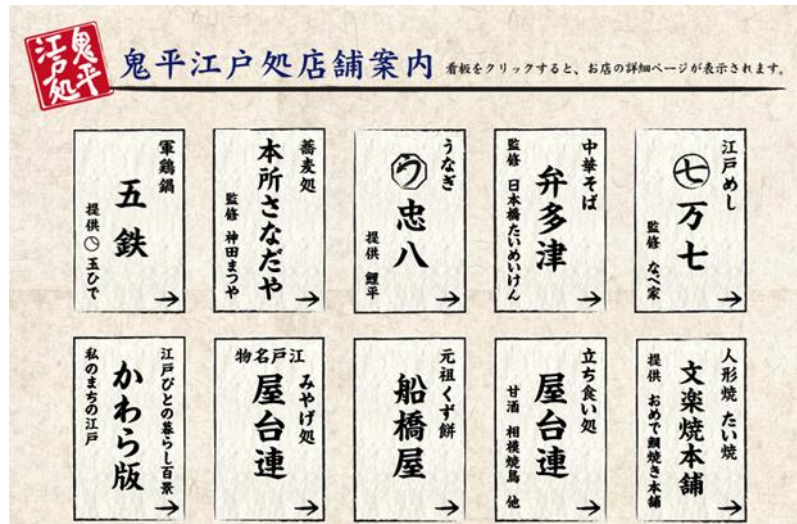 鬼平
江戸処
鬼平江戸処店舗案内
看板をクリックすると、お店の詳細ページが表示されます。
軍鶏鍋
五鉄
提供 玉ひで
蕎麦処
本所さなだや
監修 神田まつや
うなぎ
う 忠八
提供 鯉平
中華そば
弁多津
監修 日本橋たいめいけん
江戸めし
七 万七
監修 なべ家
江戸びとの暮らし百景
かわら版
私のまちの江戸
江戸名物
みやげ処
屋台連
元祖くず餅
船橋屋
立ち食い処
屋台連
甘酒 相模焼鳥 他
人形焼 たい焼
文楽焼本舗
提供 おめで鯛焼き本舗